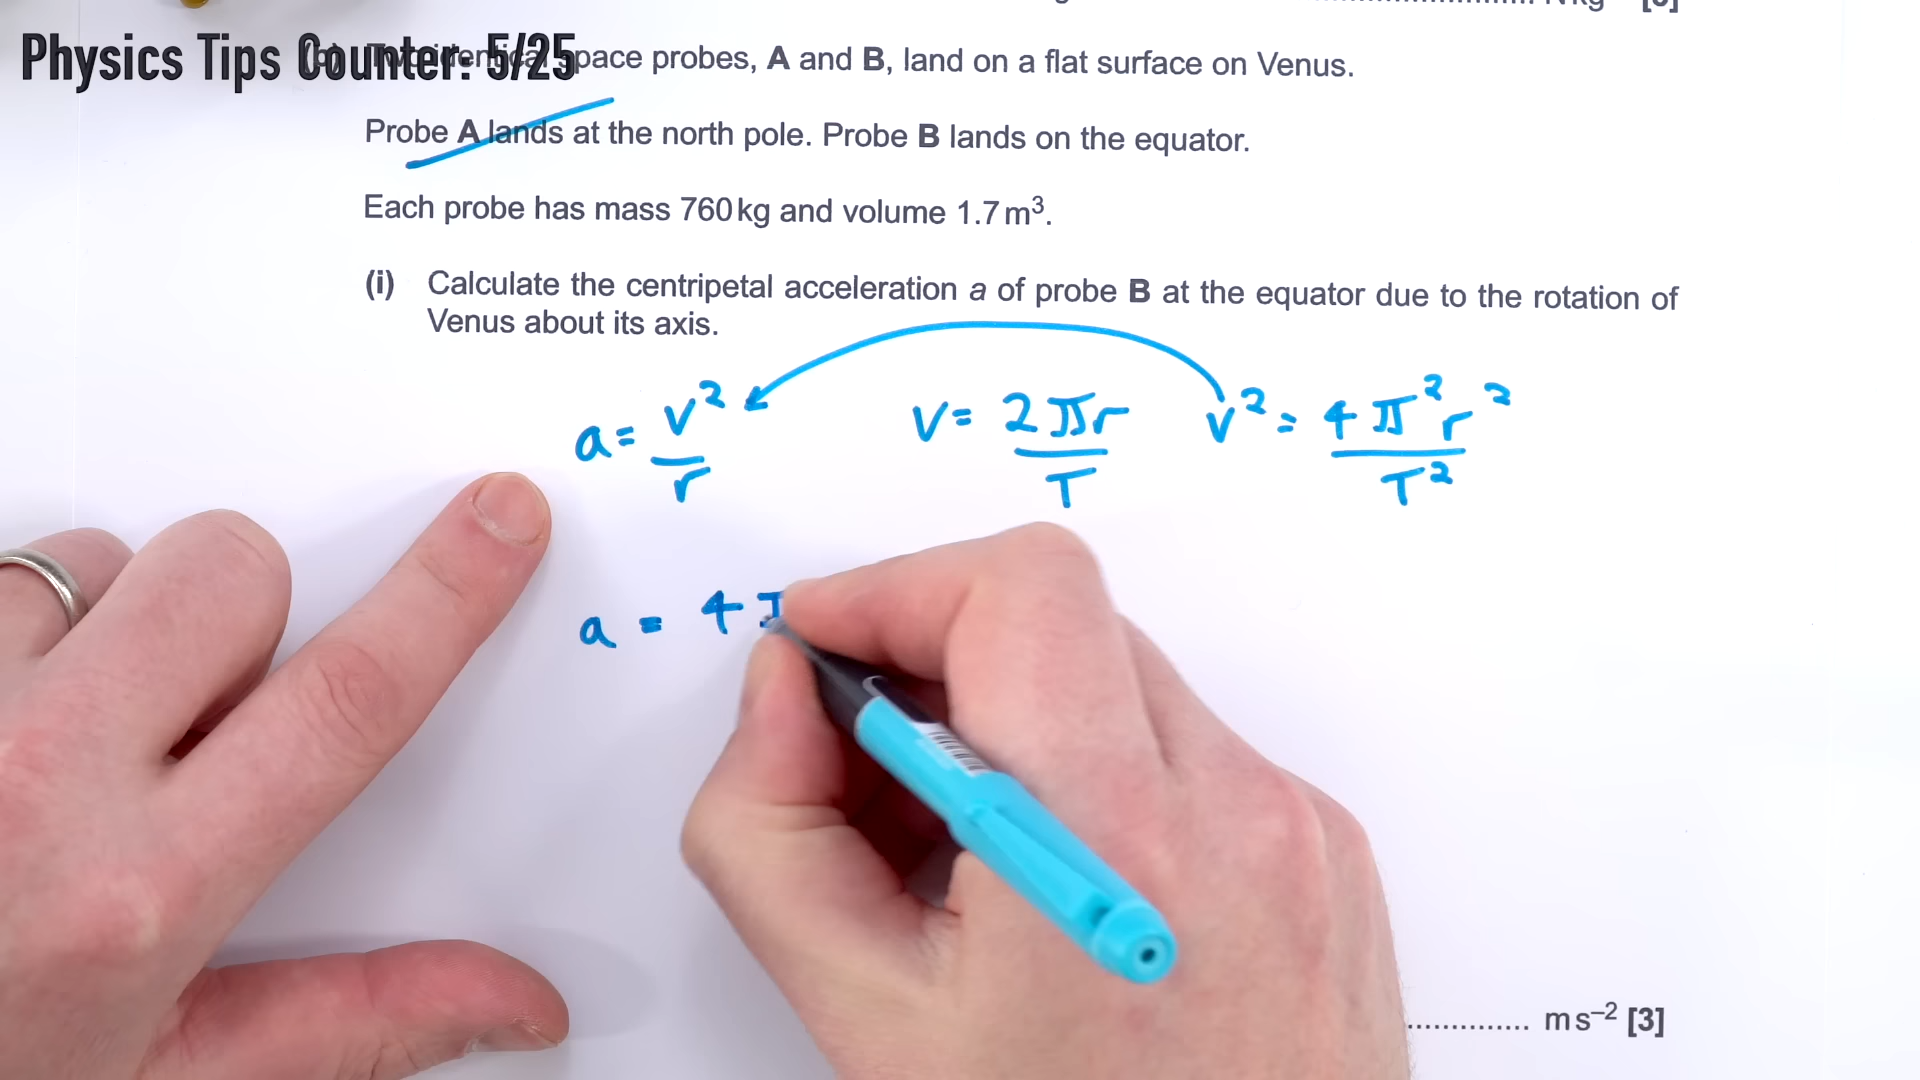 Physics Tips Counter: 5/25
space probes, A and B, land on a flat surface on Venus.
Probe A lands at the north pole. Probe B lands on the equator.
Each probe has mass 760 kg and volume 1.7 m³.
(i) Calculate the centripetal acceleration a of probe B at the equator due to the rotation of
Venus about its axis.
a = v²/r v = 2πr/T v² = 4π²r²/T²
a = 4π
.............. m s⁻² [3]